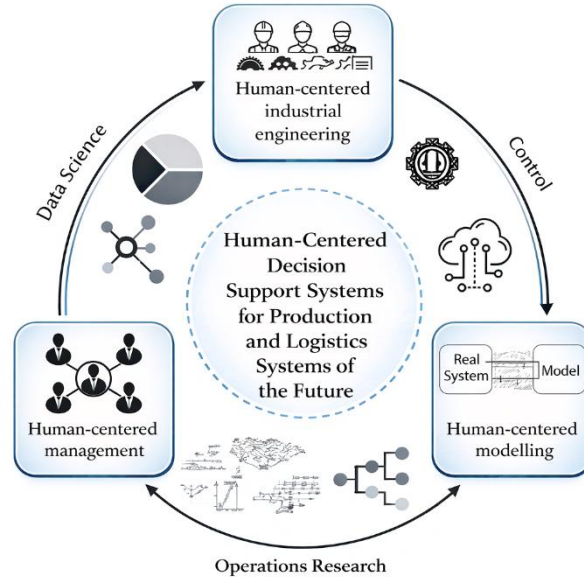 Human-centered
industrial
engineering
Data Science
Control
Human-Centered
Decision
Support Systems
for Production
and Logistics
Systems of
the Future
Human-centered
management
Real
System
Model
Human-centered
modelling
Operations Research